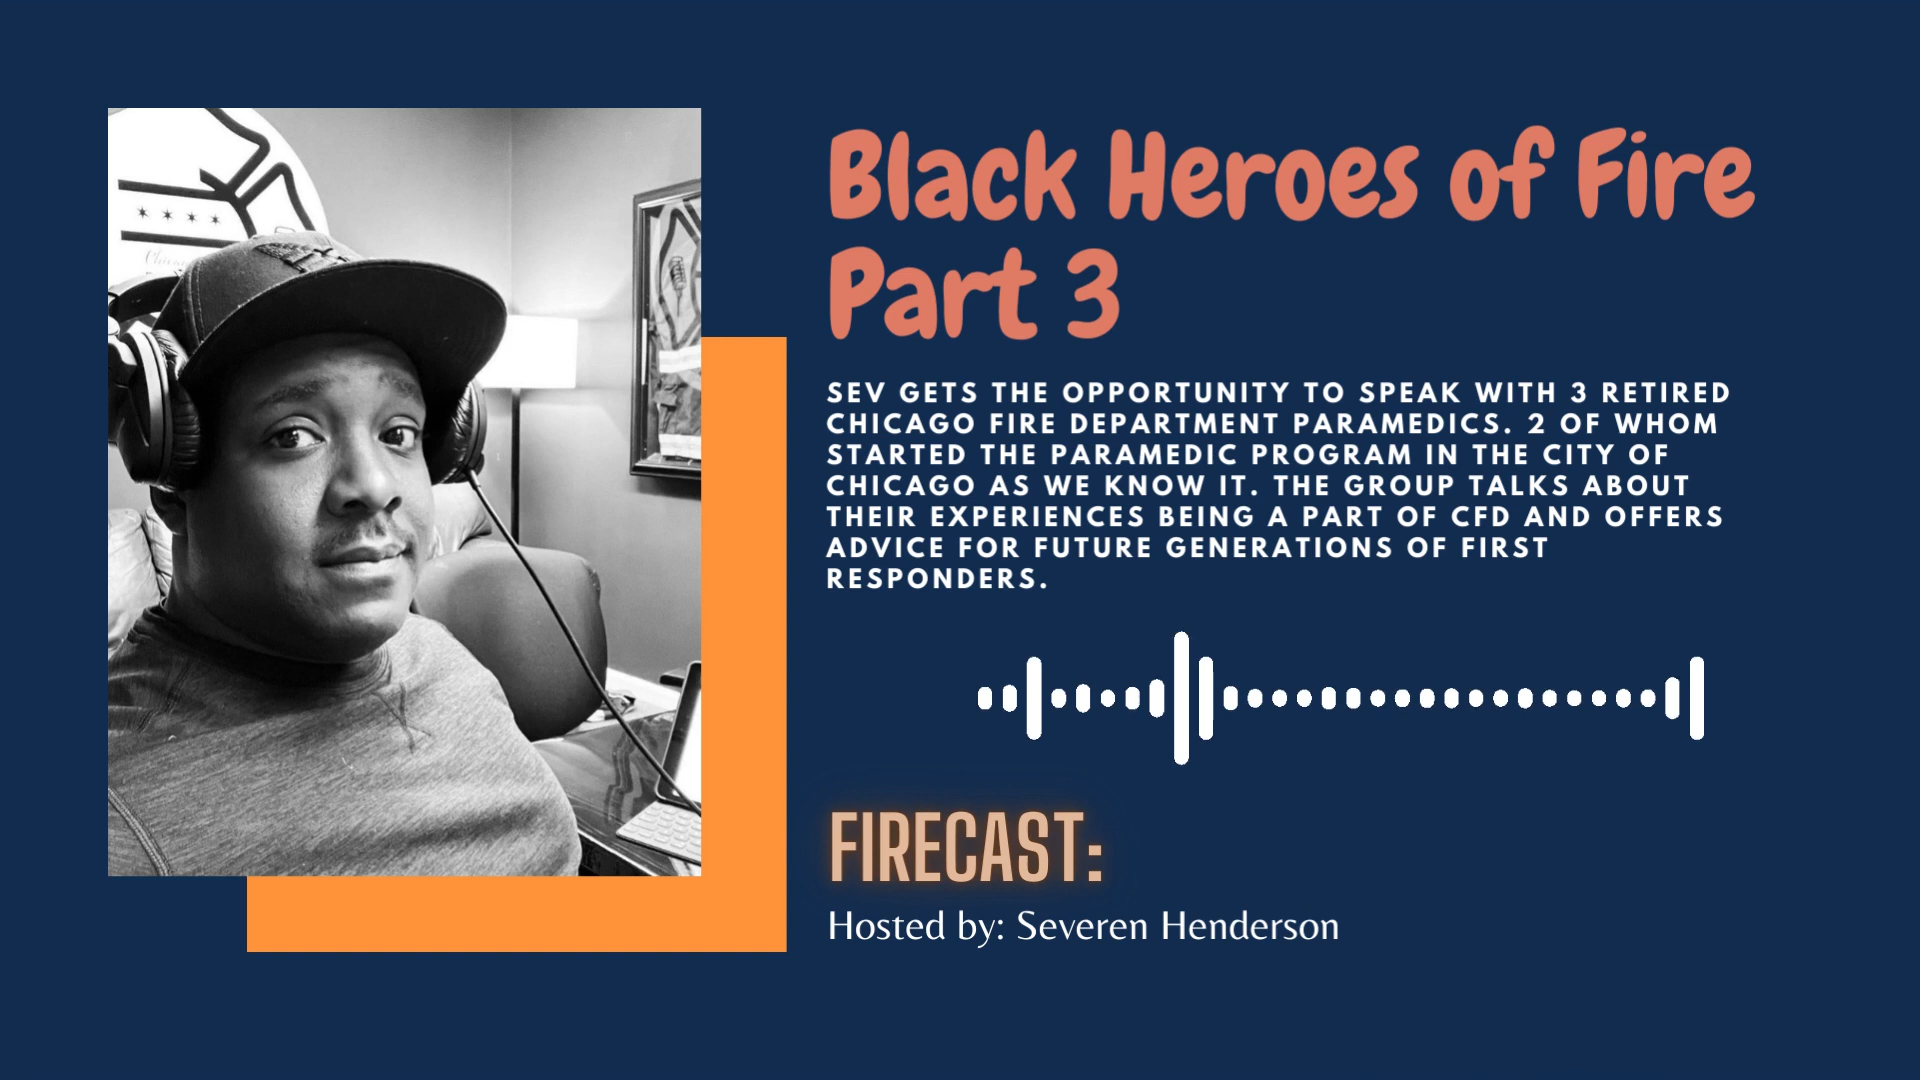 Black Heroes of Fire
Part 3
SEV GETS THE OPPORTUNITY TO SPEAK WITH 3 RETIRED
CHICAGO FIRE DEPARTMENT PARAMEDICS. 2 OF WHOM
STARTED THE PARAMEDIC PROGRAM IN THE CITY OF
CHICAGO AS WE KNOW IT. THE GROUP TALKS ABOUT
THEIR EXPERIENCES BEING A PART OF CFD AND OFFERS
ADVICE FOR FUTURE GENERATIONS OF FIRST
RESPONDERS.
FIRECAST:
Hosted by: Severen Henderson